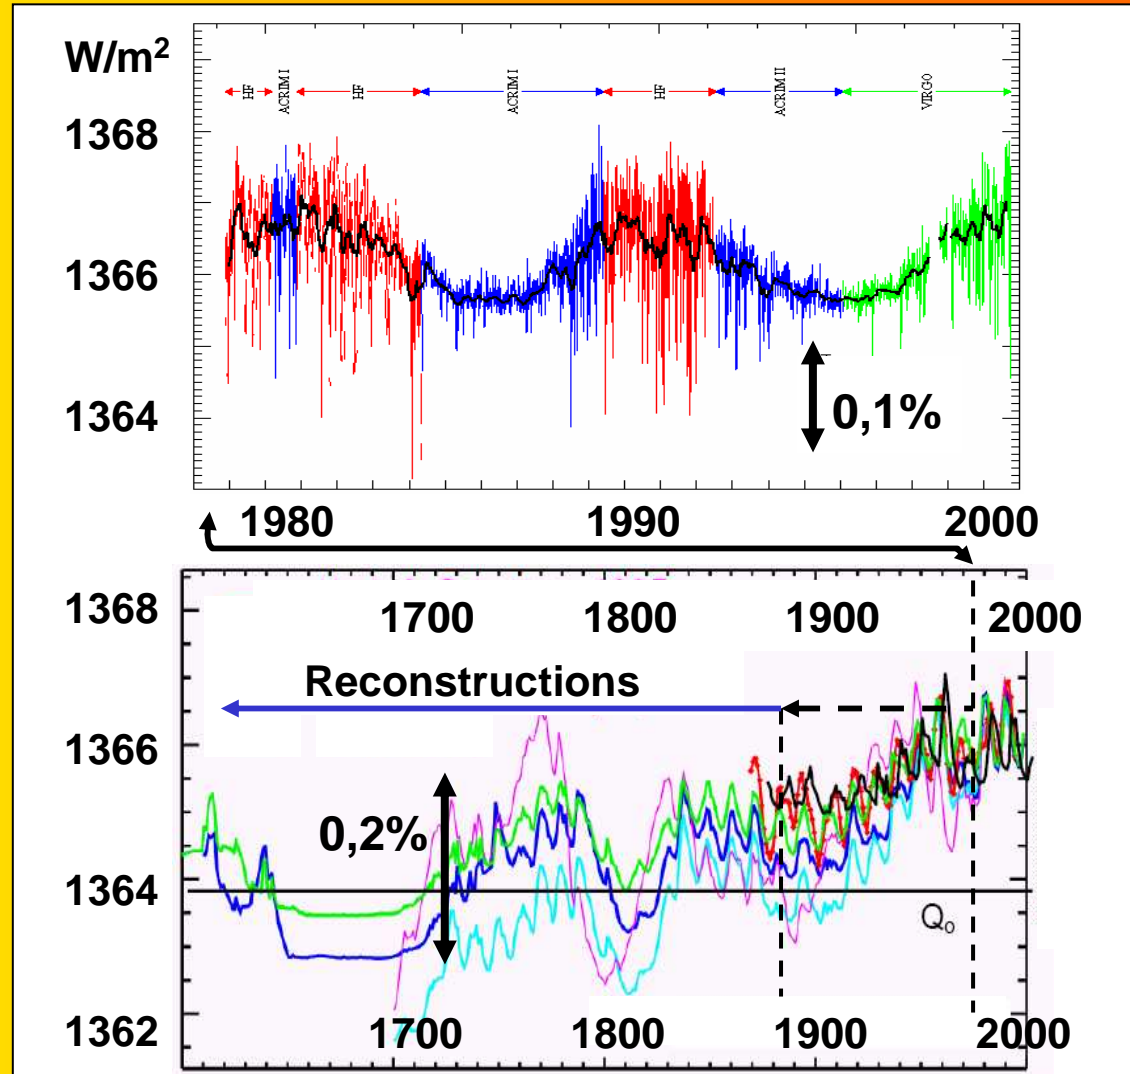 W/m²
HF ACRIM I HF ACRIM I HF ACRIM II VIRGO
1368
1366
1364
0,1%
1980 1990 2000
1368
1700 1800 1900 2000
Reconstructions
1366
0,2%
1364
Q₀
1362
1700 1800 1900 2000